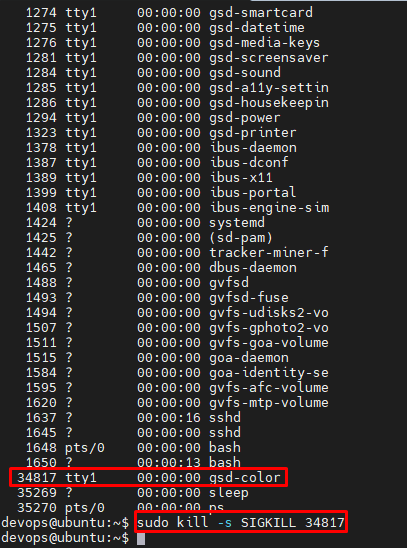 1274 tty1 00:00:00 gsd-smartcard
1275 tty1 00:00:00 gsd-datetime
1276 tty1 00:00:00 gsd-media-keys
1281 tty1 00:00:00 gsd-screensaver
1284 tty1 00:00:00 gsd-sound
1285 tty1 00:00:00 gsd-a11y-settin
1286 tty1 00:00:00 gsd-housekeepin
1294 tty1 00:00:00 gsd-power
1323 tty1 00:00:00 gsd-printer
1378 tty1 00:00:00 ibus-daemon
1387 tty1 00:00:00 ibus-dconf
1389 tty1 00:00:00 ibus-x11
1399 tty1 00:00:00 ibus-portal
1408 tty1 00:00:00 ibus-engine-sim
1424 ? 00:00:00 systemd
1425 ? 00:00:00 (sd-pam)
1442 ? 00:00:00 tracker-miner-f
1465 ? 00:00:00 dbus-daemon
1488 ? 00:00:00 gvfsd
1493 ? 00:00:00 gvfsd-fuse
1494 ? 00:00:00 gvfs-udisks2-vo
1507 ? 00:00:00 gvfs-gphoto2-vo
1511 ? 00:00:00 gvfs-goa-volume
1515 ? 00:00:00 goa-daemon
1584 ? 00:00:00 goa-identity-se
1595 ? 00:00:00 gvfs-afc-volume
1620 ? 00:00:00 gvfs-mtp-volume
1637 ? 00:00:16 sshd
1645 ? 00:00:00 sshd
1648 pts/0 00:00:00 bash
1650 ? 00:00:13 bash
34817 tty1 00:00:00 gsd-color
35269 ? 00:00:00 sleep
35270 pts/0 00:00:00 ps
devops@ubuntu:~$ sudo kill -s SIGKILL 34817
devops@ubuntu:~$